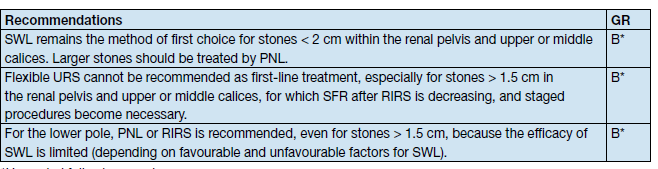 Recommendations GR
SWL remains the method of first choice for stones < 2 cm within the renal pelvis and upper or middle B*
calices. Larger stones should be treated by PNL.
Flexible URS cannot be recommended as first-line treatment, especially for stones > 1.5 cm in B*
the renal pelvis and upper or middle calices, for which SFR after RIRS is decreasing, and staged
procedures become necessary.
For the lower pole, PNL or RIRS is recommended, even for stones > 1.5 cm, because the efficacy of B*
SWL is limited (depending on favourable and unfavourable factors for SWL).